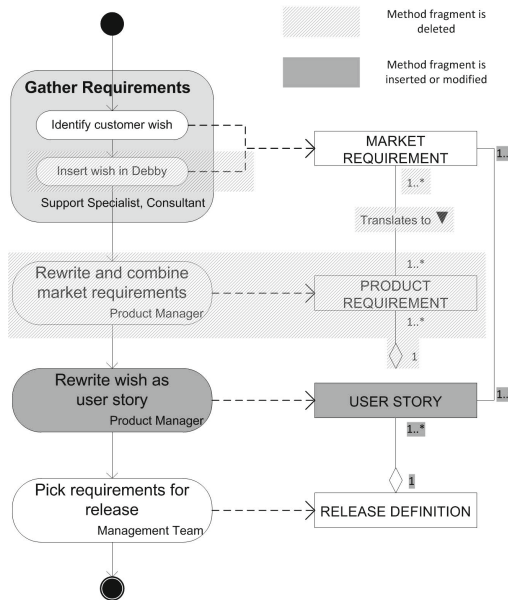 Method fragment is
deleted
Method fragment is
inserted or modified
Gather Requirements
Identify customer wish
Insert wish in Debby
Support Specialist, Consultant
MARKET
REQUIREMENT
1..
1..*
Translates to ▼
1..*
Rewrite and combine
market requirements
Product Manager
PRODUCT
REQUIREMENT
1..*
1
Rewrite wish as
user story
Product Manager
USER STORY
1..
1..*
1
Pick requirements for
release
Management Team
RELEASE DEFINITION